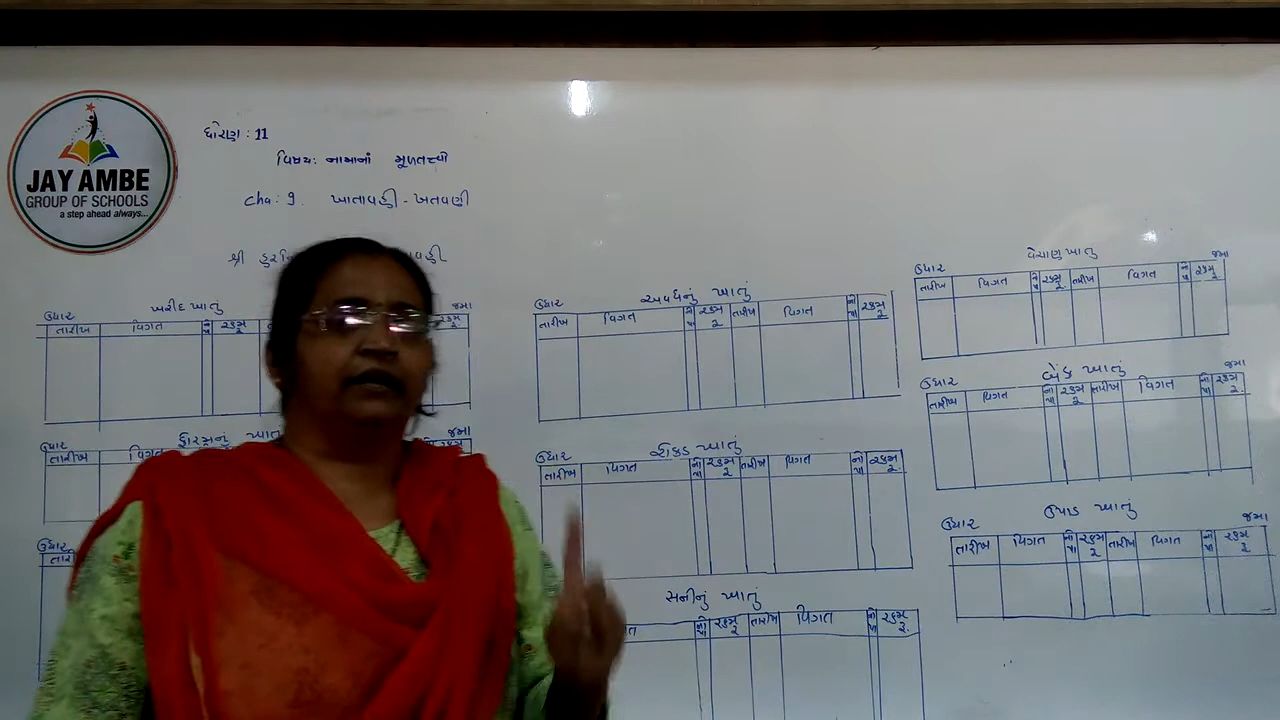 JAY AMBE
GROUP OF SCHOOLS
a step ahead always...
ધોરણ : 11
વિષય: નામાનાં મૂળતત્ત્વો
Cha: 9. ખાતાવહી - ખતવણી
શ્રી
ખરીદ ખાતું
ઉધાર જમા
તારીખ વિગત નો પા રકમ
ઉધાર ખાતું જમા
તારીખ
ઉધાર
અવધનું ખાતું
ઉધાર
તારીખ વિગત નો પા રકમ રૂ તારીખ વિગત નો પા રકમ રૂ
રોકડ ખાતું
ઉધાર
તારીખ વિગત નો પા રકમ રૂ તારીખ વિગત નો પા રકમ રૂ.
સનીનું ખાતું
નો પા રકમ રૂ તારીખ વિગત નો પા રકમ રૂ.
વેચાણ ખાતું
ઉધાર જમા
તારીખ વિગત નો પા રકમ રૂ તારીખ વિગત નો પા રકમ રૂ.
બેંક ખાતું
ઉધાર જમા
તારીખ વિગત નો પા રકમ રૂ તારીખ વિગત નો પા રકમ રૂ.
ઉપાડ ખાતું
ઉધાર જમા
તારીખ વિગત નો પા રકમ રૂ તારીખ વિગત નો પા રકમ રૂ.